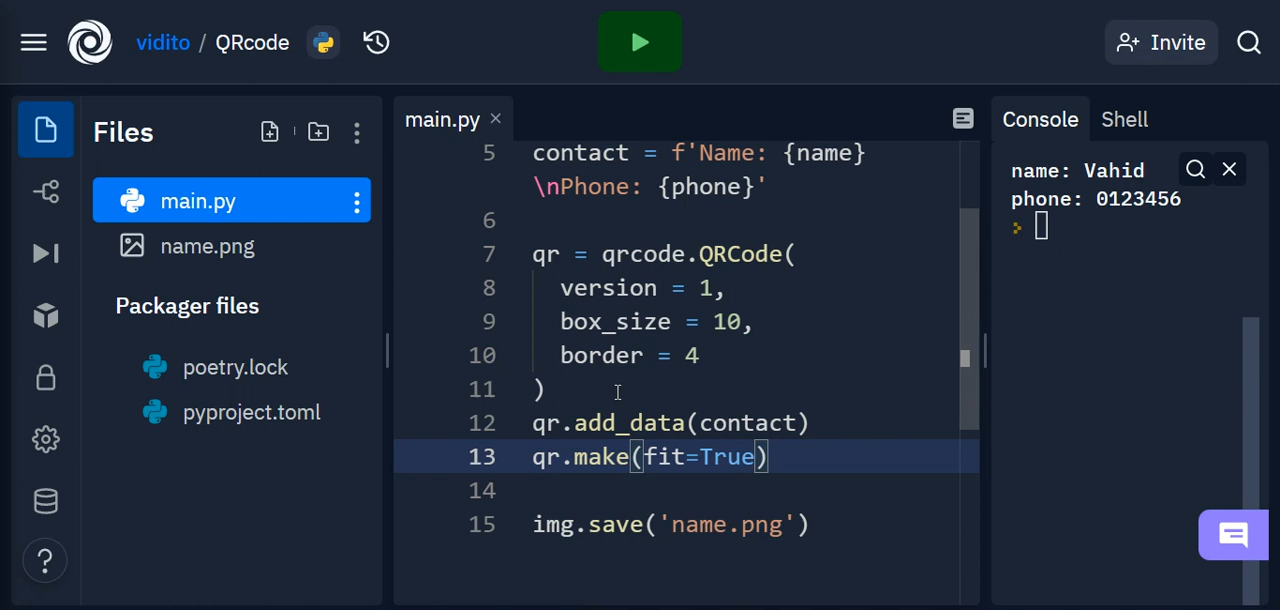 vidito / QRcode
Invite
Files
main.py
name.png
Packager files
poetry.lock
pyproject.toml
main.py
5 contact = f'Name: {name}
\nPhone: {phone}'
6
7 qr = qrcode.QRCode(
8 version = 1,
9 box_size = 10,
10 border = 4
11 )
12 qr.add_data(contact)
13 qr.make(fit=True)
14
15 img.save('name.png')
Console Shell
name: Vahid
phone: 0123456